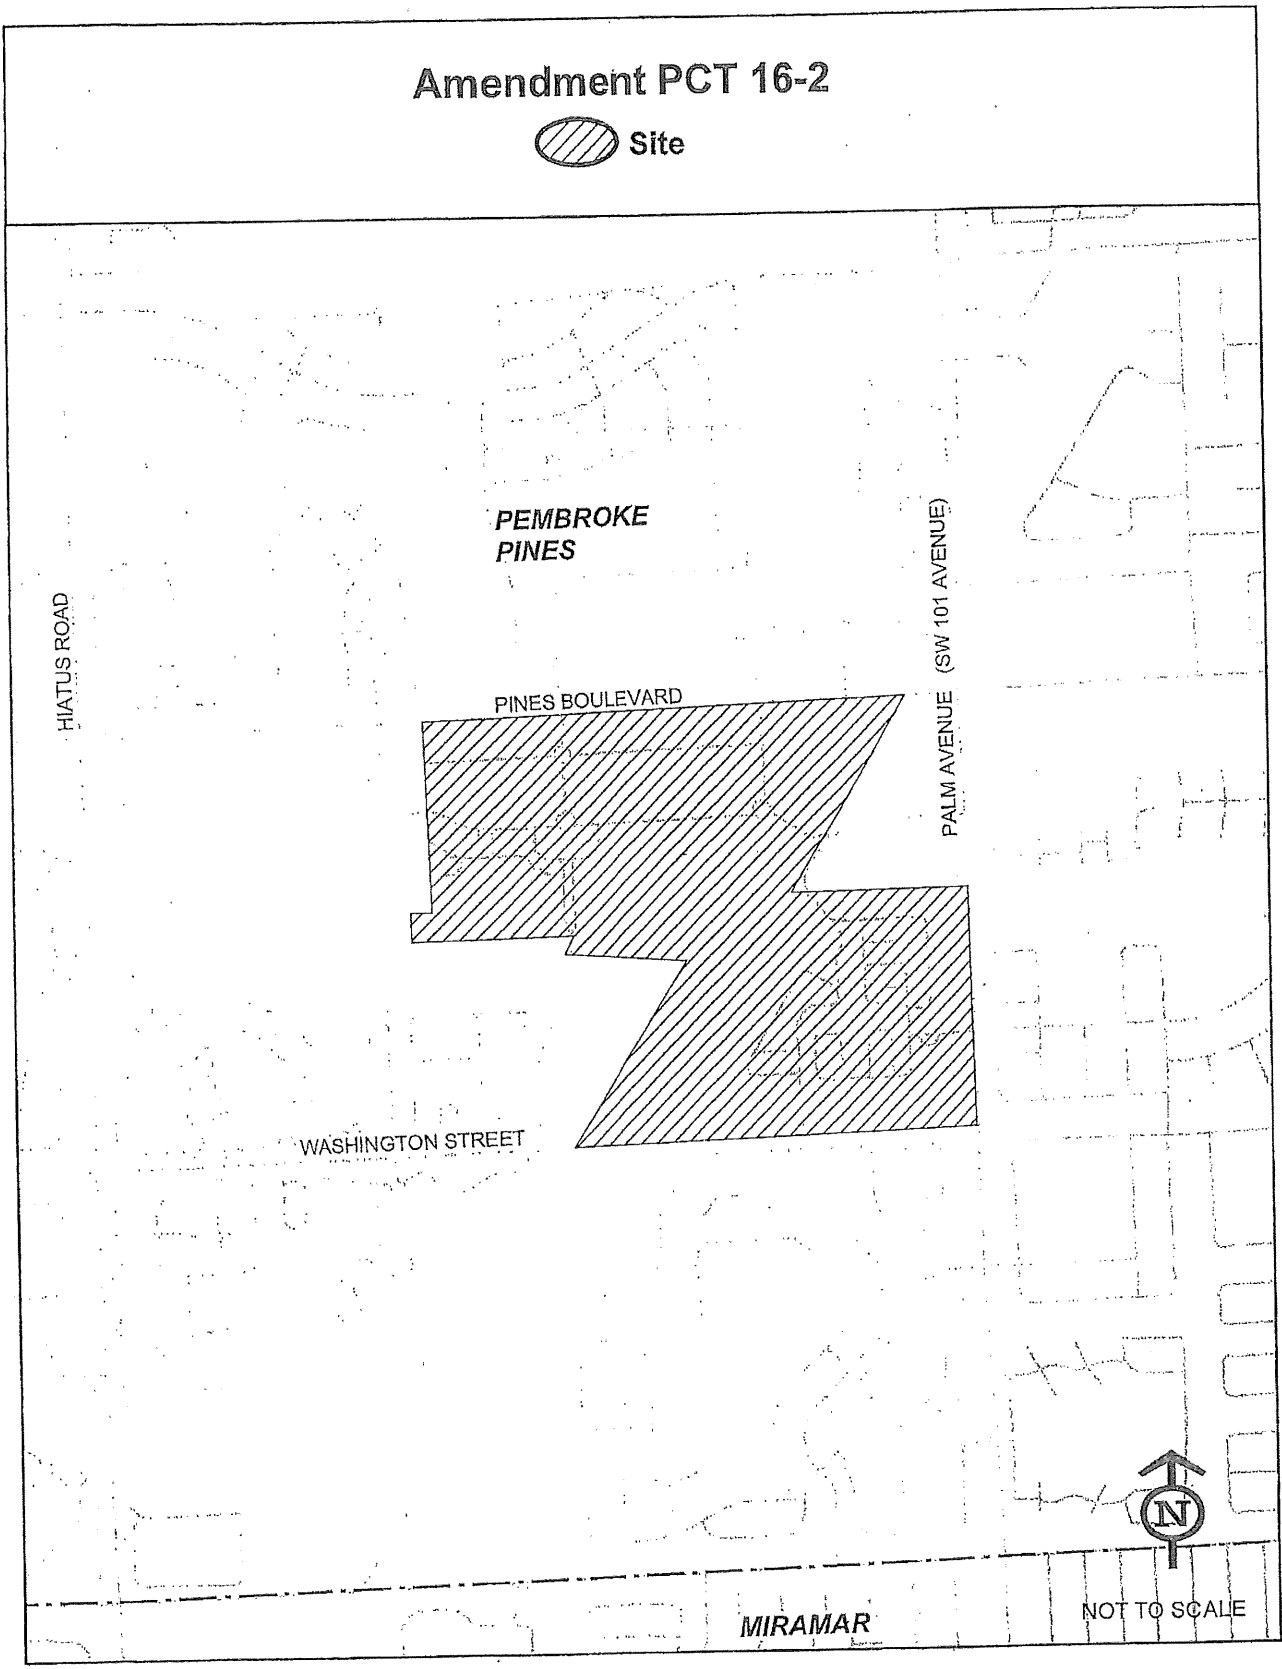 Amendment PCT 16-2
Site
PEMBROKE
PINES
HIATUS ROAD
PALM AVENUE (SW 101 AVENUE)
PINES BOULEVARD
WASHINGTON STREET
N
NOT TO SCALE
MIRAMAR